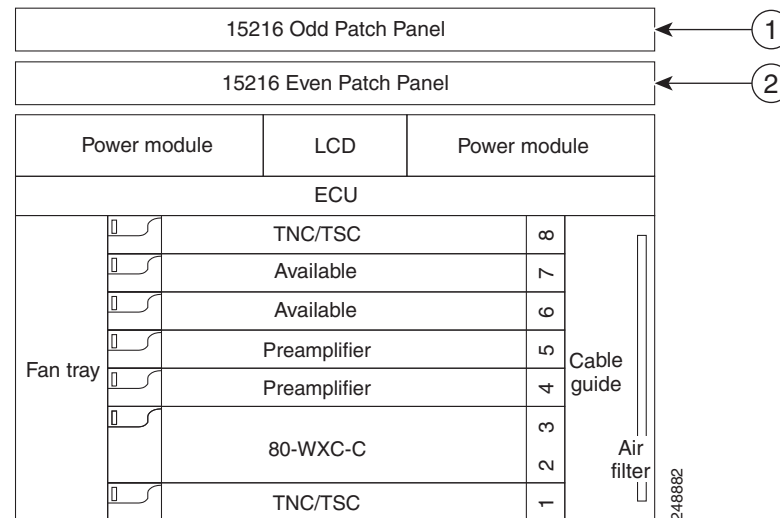 15216 Odd Patch Panel
1
15216 Even Patch Panel
2
Power module
LCD
Power module
ECU
TNC/TSC
8
Available
7
Available
6
Preamplifier
5
Fan tray
Cable
guide
Preamplifier
4
80-WXC-C
3
2
Air
filter
TNC/TSC
1
248882